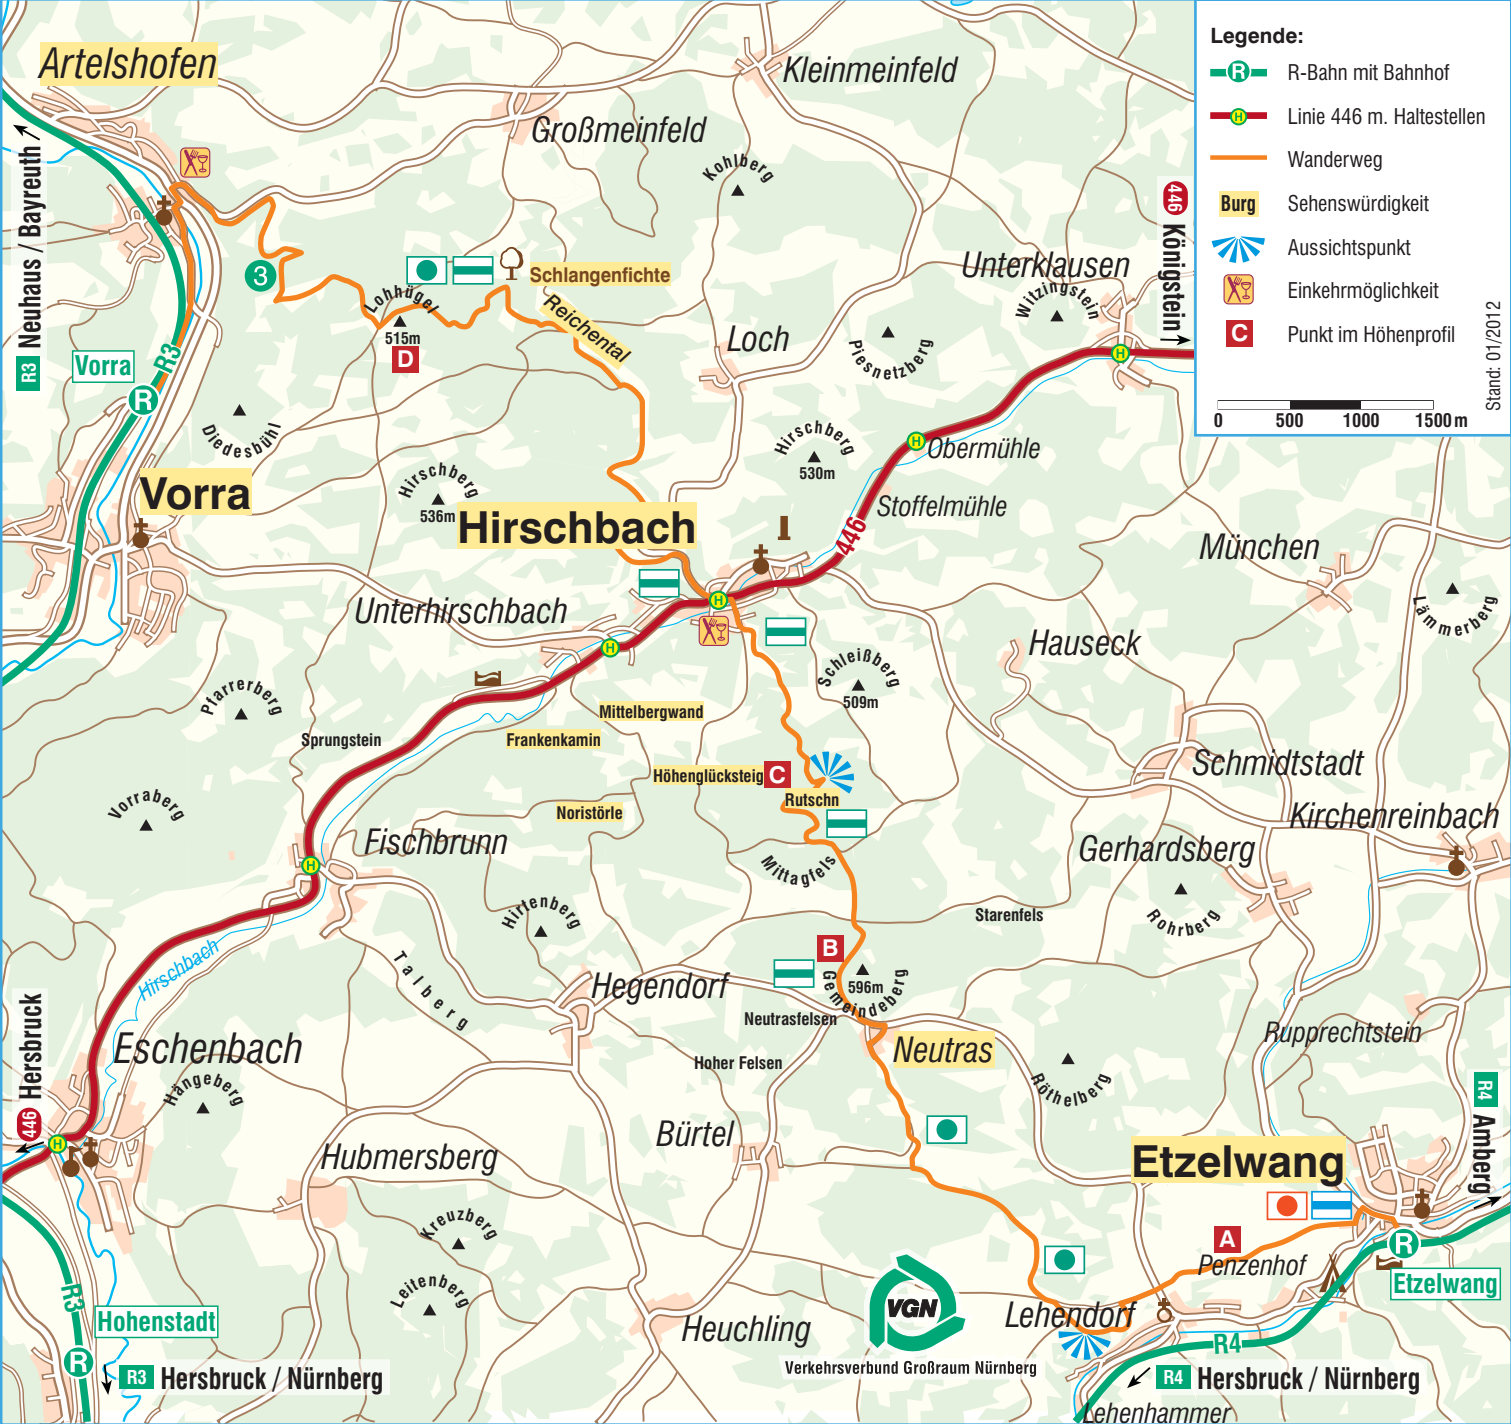 Legende:
R
R-Bahn mit Bahnhof
H
Linie 446 m. Haltestellen
Wanderweg
Burg
Sehenswürdigkeit
Aussichtspunkt
Einkehrmöglichkeit
C
Punkt im Höhenprofil
0 500 1000 1500 m
Stand: 01/2012
Artelshofen
Kleinmeinfeld
Großmeinfeld
Kohlberg
R3 Neuhaus / Bayreuth /
446 Königstein
Unterklausen
Witzingstein
3
Schlangenfichte
Lohhügel
515m
D
Reichental
Loch
Piesnetzberg
H
Vorra
R3
R
Diedesbühl
Hirschberg
530m
H
Obermühle
Vorra
Hirschberg
536m
Hirschbach
Stoffelmühle
446
München
Lämmerberg
Unterhirschbach
H
H
Hauseck
Schleißberg
509m
Pfarrerberg
Sprungstein
Mittelbergwand
Frankenkamin
Höhenglücksteig
C
Rutschn
Noristörle
Schmidtstadt
Kirchenreinbach
Vorraberg
Fischbrunn
H
Mittagfels
Gerhardsberg
Rohrberg
Starenfels
Hirtenberg
B
596m
Gemeindeberg
Hirschbach
Talberg
Hegendorf
Neutrasfelsen
Neutras
Hoher Felsen
Rupprechtstein
Röthelberg
446 Hersbruck
Eschenbach
Hängeberg
H
Bürtel
R4 Amberg
Hubmersberg
Etzelwang
Kreuzberg
A
R
Penzenhof
Etzelwang
Leitenberg
R3
Hohenstadt
R
Lehendorf
VGN
Verkehrsverbund Großraum Nürnberg
Heuchling
R4
R3 Hersbruck / Nürnberg
R4 Hersbruck / Nürnberg
Lehenhammer